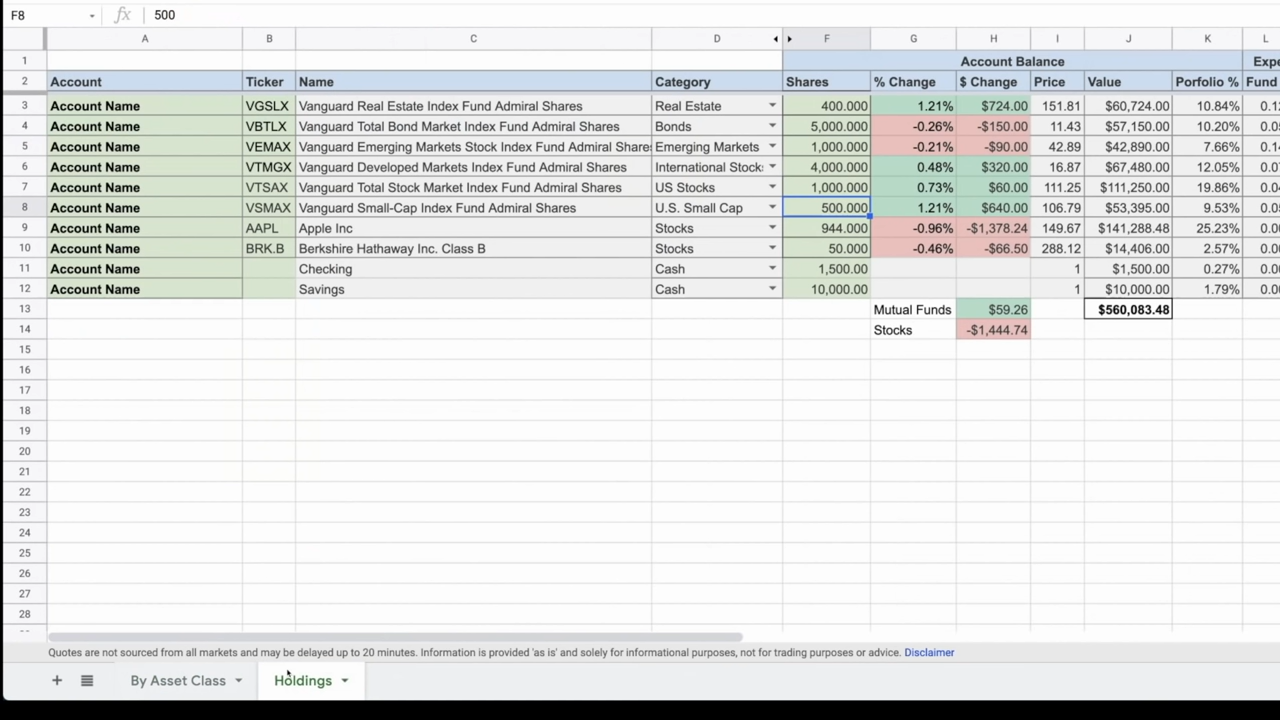 F8 fx 500
A B C D F G H I J K L
1 Account Balance Expe
2 Account Ticker Name Category Shares % Change $ Change Price Value Porfolio % Fund
3 Account Name VGSLX Vanguard Real Estate Index Fund Admiral Shares Real Estate 400.000 1.21% $724.00 151.81 $60,724.00 10.84% 0.12
4 Account Name VBTLX Vanguard Total Bond Market Index Fund Admiral Shares Bonds 5,000.000 -0.26% -$150.00 11.43 $57,150.00 10.20% 0.05
5 Account Name VEMAX Vanguard Emerging Markets Stock Index Fund Admiral Shares Emerging Markets 1,000.000 -0.21% -$90.00 42.89 $42,890.00 7.66% 0.14
6 Account Name VTMGX Vanguard Developed Markets Index Fund Admiral Shares International Stock 4,000.000 0.48% $320.00 16.87 $67,480.00 12.05% 0.07
7 Account Name VTSAX Vanguard Total Stock Market Index Fund Admiral Shares US Stocks 1,000.000 0.73% $60.00 111.25 $111,250.00 19.86% 0.04
8 Account Name VSMAX Vanguard Small-Cap Index Fund Admiral Shares U.S. Small Cap 500.000 1.21% $640.00 106.79 $53,395.00 9.53% 0.05
9 Account Name AAPL Apple Inc Stocks 944.000 -0.96% -$1,378.24 149.67 $141,288.48 25.23% 0.00
10 Account Name BRK.B Berkshire Hathaway Inc. Class B Stocks 50.000 -0.46% -$66.50 288.12 $14,406.00 2.57% 0.00
11 Account Name Checking Cash 1,500.00 1 $1,500.00 0.27% 0.00
12 Account Name Savings Cash 10,000.00 1 $10,000.00 1.79% 0.00
13 Mutual Funds $59.26 $560,083.48
14 Stocks -$1,444.74
15
16
17
18
19
20
21
22
23
24
25
26
27
28
Quotes are not sourced from all markets and may be delayed up to 20 minutes. Information is provided 'as is' and solely for informational purposes, not for trading purposes or advice. Disclaimer
+ By Asset Class Holdings